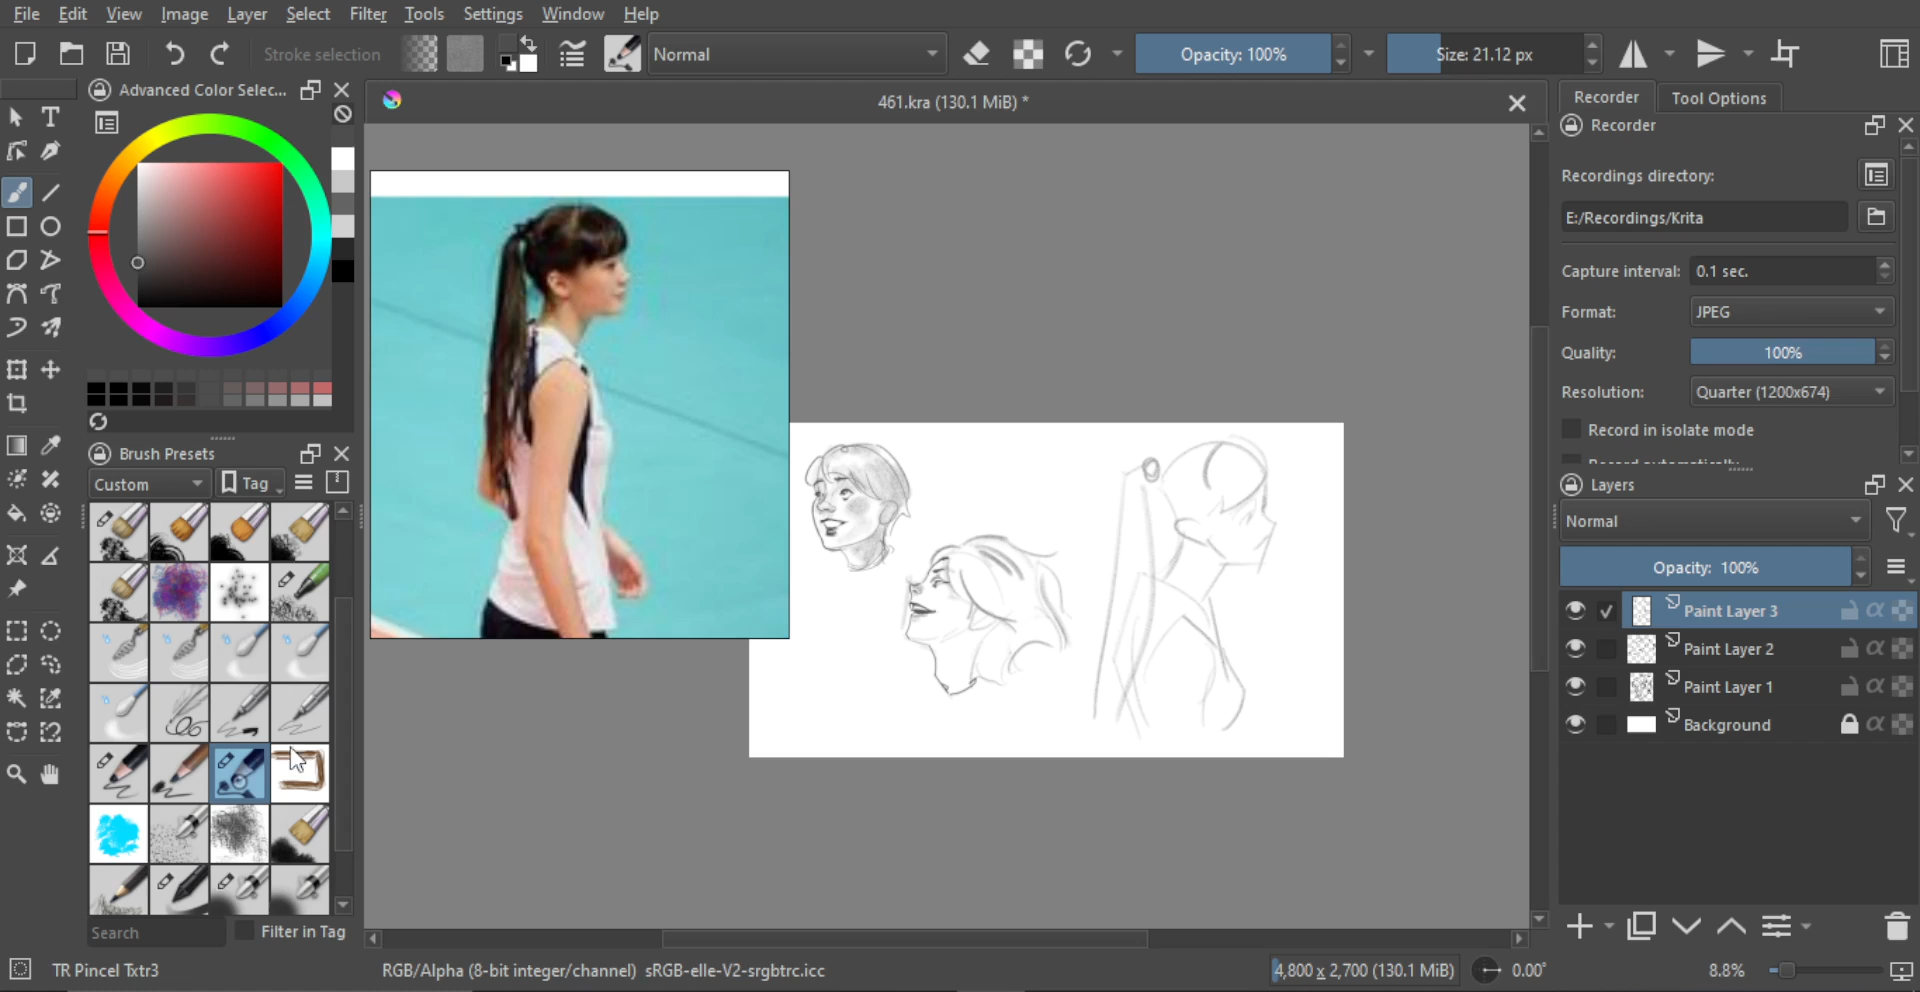 File Edit View Image Layer Select Filter Tools Settings Window Help
Stroke selection Normal Opacity: 100% Size: 21.12 px
Advanced Color Selec...
461.kra (130.1 MiB) *
Recorder Tool Options
Recorder
Recordings directory:
E:/Recordings/Krita
Capture interval: 0.1 sec.
Format: JPEG
Quality: 100%
Resolution: Quarter (1200x674)
Record in isolate mode
Record automatically
Brush Presets
Custom Tag
Layers
Normal
Opacity: 100%
Paint Layer 3
Paint Layer 2
Paint Layer 1
Background
Search Filter in Tag
TR Pincel Txtr3 RGB/Alpha (8-bit integer/channel) sRGB-elle-V2-srgbtrc.icc 4,800 x 2,700 (130.1 MiB) 0.00° 8.8%